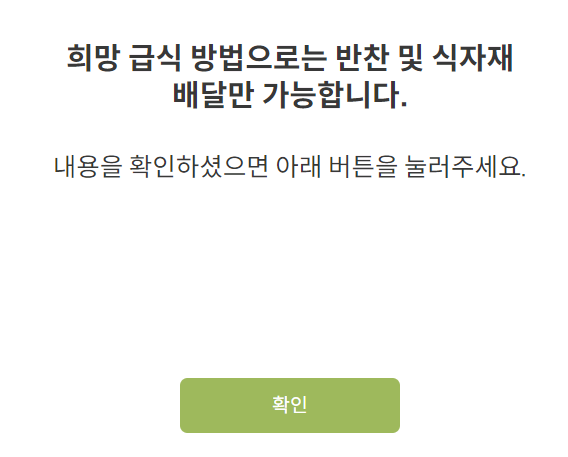 희망 급식 방법으로는 반찬 및 식자재
배달만 가능합니다.
내용을 확인하셨으면 아래 버튼을 눌러주세요.
확인